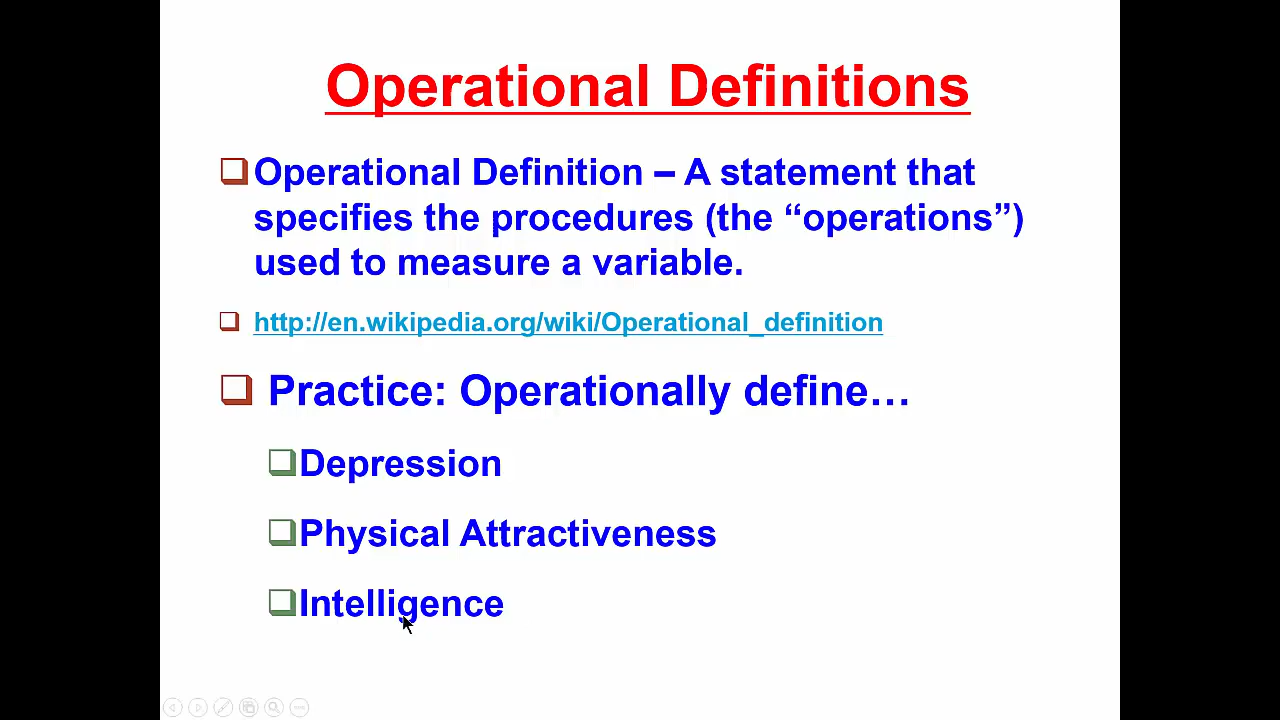 Operational Definitions
Operational Definition – A statement that
specifies the procedures (the “operations”)
used to measure a variable.
http://en.wikipedia.org/wiki/Operational_definition
Practice: Operationally define…
Depression
Physical Attractiveness
Intelligence